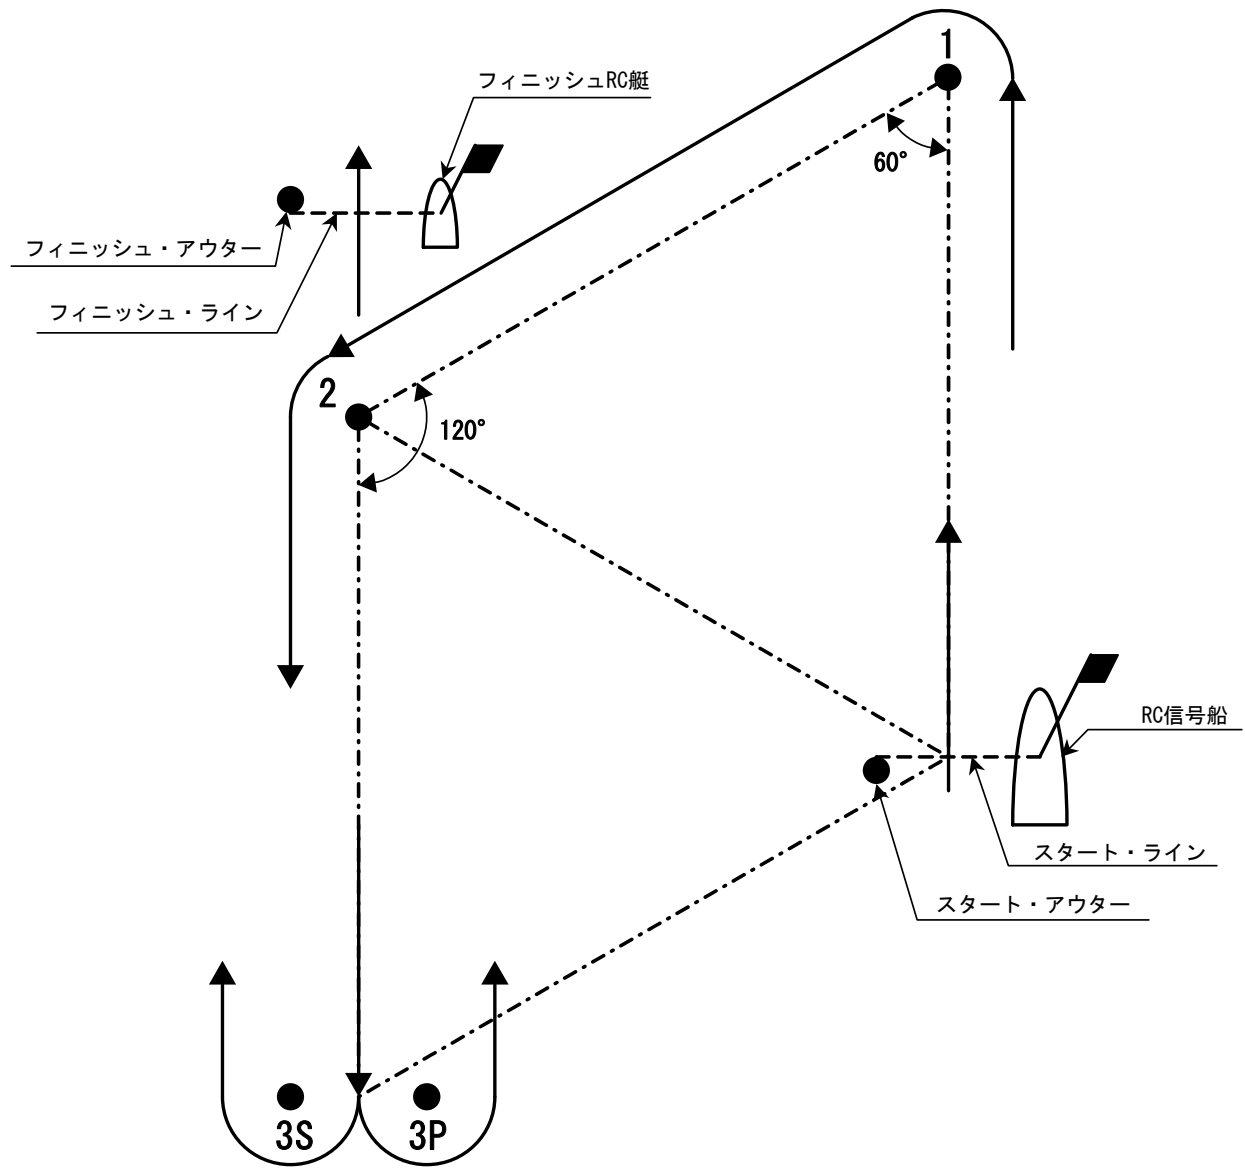 1
フィニッシュRC艇
60°
フィニッシュ・アウター
フィニッシュ・ライン
2
120°
RC信号船
スタート・ライン
スタート・アウター
3S
3P